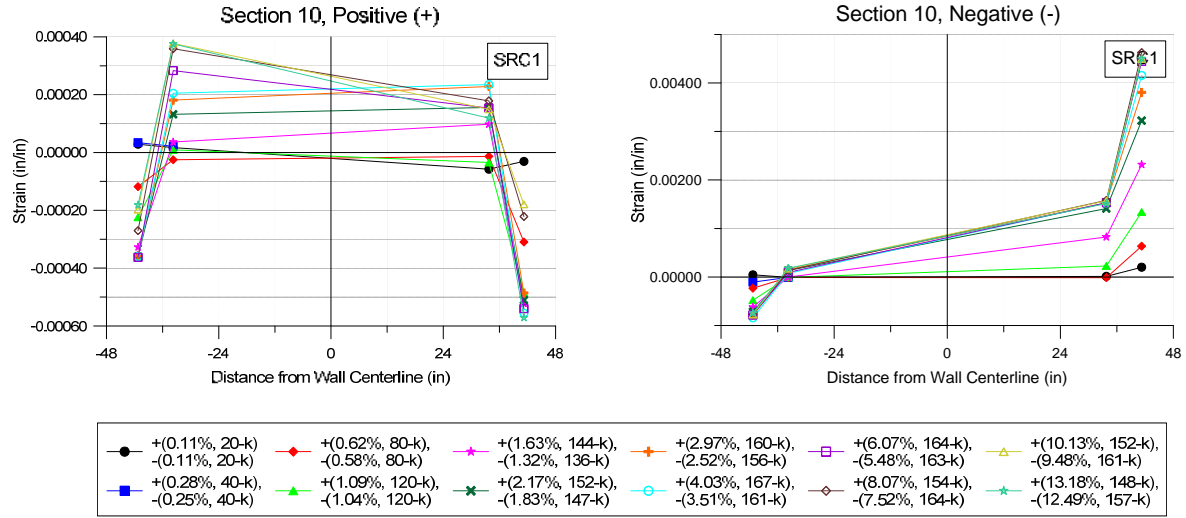 Section 10, Positive (+)
Section 10, Negative (-)
0.00040
0.00020
0.00000
-0.00020
-0.00040
-0.00060
Strain (in/in)
SRC1
-48
-24
0
24
48
Distance from Wall Centerline (in)
0.00400
0.00200
0.00000
Strain (in/in)
SRC1
-48
-24
0
24
48
Distance from Wall Centerline (in)
+(0.11%, 20-k)
-(0.11%, 20-k)
+(0.62%, 80-k),
-(0.58%, 80-k)
+(1.63%, 144-k),
-(1.32%, 136-k)
+(2.97%, 160-k),
-(2.52%, 156-k)
+(6.07%, 164-k),
-(5.48%, 163-k)
+(10.13%, 152-k),
-(9.48%, 161-k)
+(0.28%, 40-k),
-(0.25%, 40-k)
+(1.09%, 120-k),
-(1.04%, 120-k)
+(2.17%, 152-k),
-(1.83%, 147-k)
+(4.03%, 167-k),
-(3.51%, 161-k)
+(8.07%, 154-k),
-(7.52%, 164-k)
+(13.18%, 148-k),
-(12.49%, 157-k)